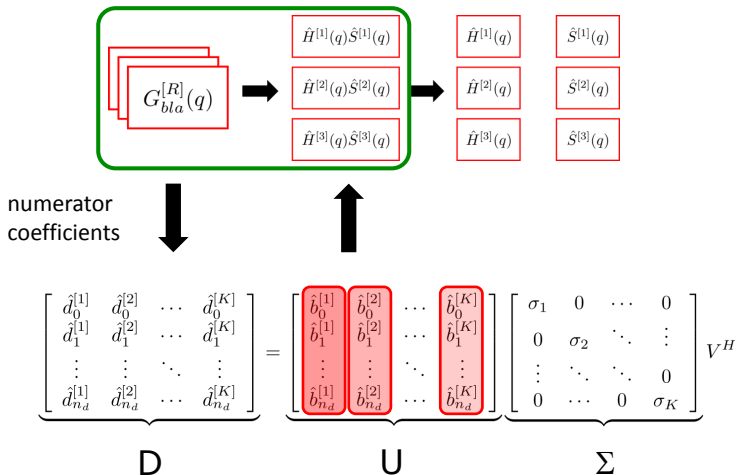 G_{bla}^{[R]}(q)
Ĥ^{[1]}(q)Ŝ^{[1]}(q)
Ĥ^{[2]}(q)Ŝ^{[2]}(q)
Ĥ^{[3]}(q)Ŝ^{[3]}(q)
Ĥ^{[1]}(q) Ŝ^{[1]}(q)
Ĥ^{[2]}(q) Ŝ^{[2]}(q)
Ĥ^{[3]}(q) Ŝ^{[3]}(q)
numerator
coefficients
[ d̂_0^{[1]} d̂_0^{[2]} ⋯ d̂_0^{[K]}
d̂_1^{[1]} d̂_1^{[2]} ⋯ d̂_1^{[K]}
⋮ ⋮ ⋱ ⋮
d̂_{n_d}^{[1]} d̂_{n_d}^{[2]} ⋯ d̂_{n_d}^{[K]} ]
=
[ b̂_0^{[1]} b̂_0^{[2]} ⋯ b̂_0^{[K]}
b̂_1^{[1]} b̂_1^{[2]} ⋯ b̂_1^{[K]}
⋮ ⋮ ⋱ ⋮
b̂_{n_d}^{[1]} b̂_{n_d}^{[2]} ⋯ b̂_{n_d}^{[K]} ]
[ σ_1 0 ⋯ 0
0 σ_2 ⋱ ⋮
⋮ ⋱ ⋱ 0
0 ⋯ 0 σ_K ]
V^H
D
U
Σ